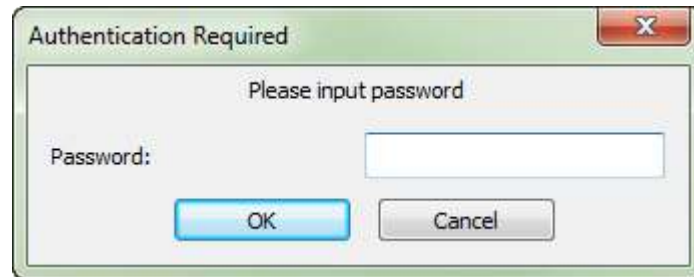 Authentication Required
Please input password
Password:
OK Cancel